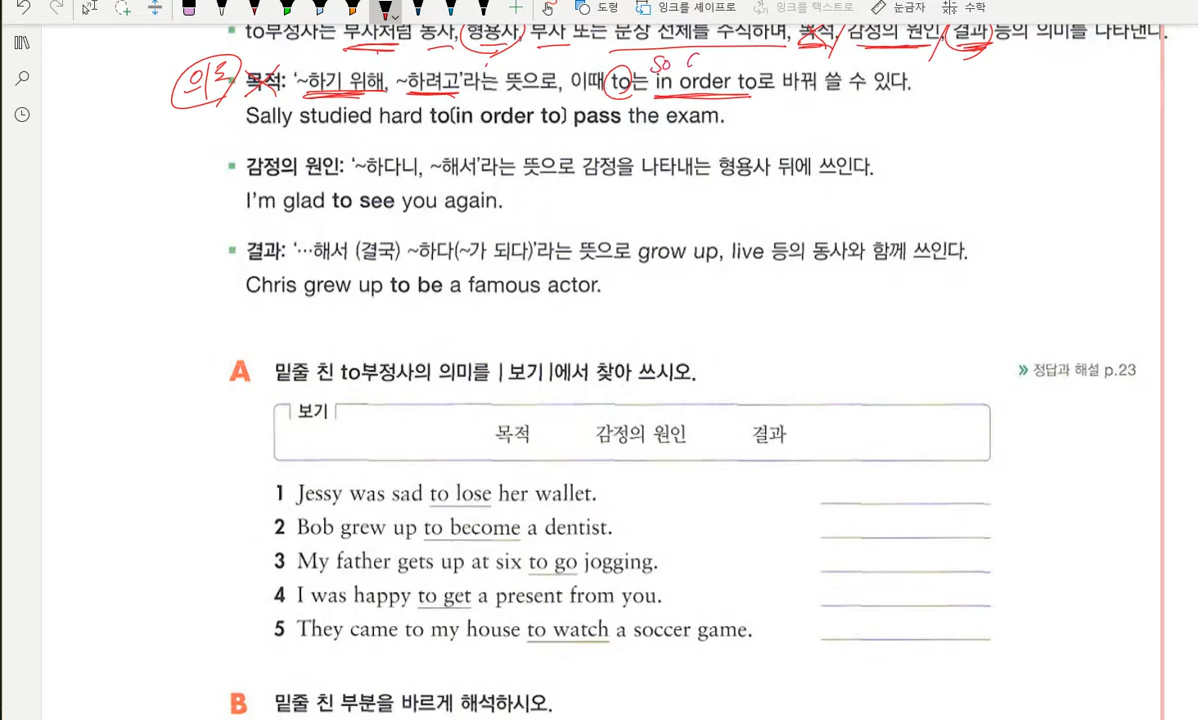 도형
잉크를 셰이프로
잉크를 텍스트로
눈금자
수학
to부정사는 부사처럼 동사, 형용사, 부사 또는 문장 전체를 수식하며, 목적, 감정의 원인, 결과 등의 의미를 나타낸다.
so
의도
목적: ‘~하기 위해, ~하려고’라는 뜻으로, 이때 to는 in order to로 바꿔 쓸 수 있다.
Sally studied hard to(in order to) pass the exam.
감정의 원인: ‘~하다니, ~해서’라는 뜻으로 감정을 나타내는 형용사 뒤에 쓰인다.
I’m glad to see you again.
결과: ‘…해서 (결국) ~하다(~가 되다)’라는 뜻으로 grow up, live 등의 동사와 함께 쓰인다.
Chris grew up to be a famous actor.
A 밑줄 친 to부정사의 의미를 | 보기 |에서 찾아 쓰시오.
» 정답과 해설 p.23
보기
목적 감정의 원인 결과
1 Jessy was sad to lose her wallet.
2 Bob grew up to become a dentist.
3 My father gets up at six to go jogging.
4 I was happy to get a present from you.
5 They came to my house to watch a soccer game.
B 밑줄 친 부분을 바르게 해석하시오.